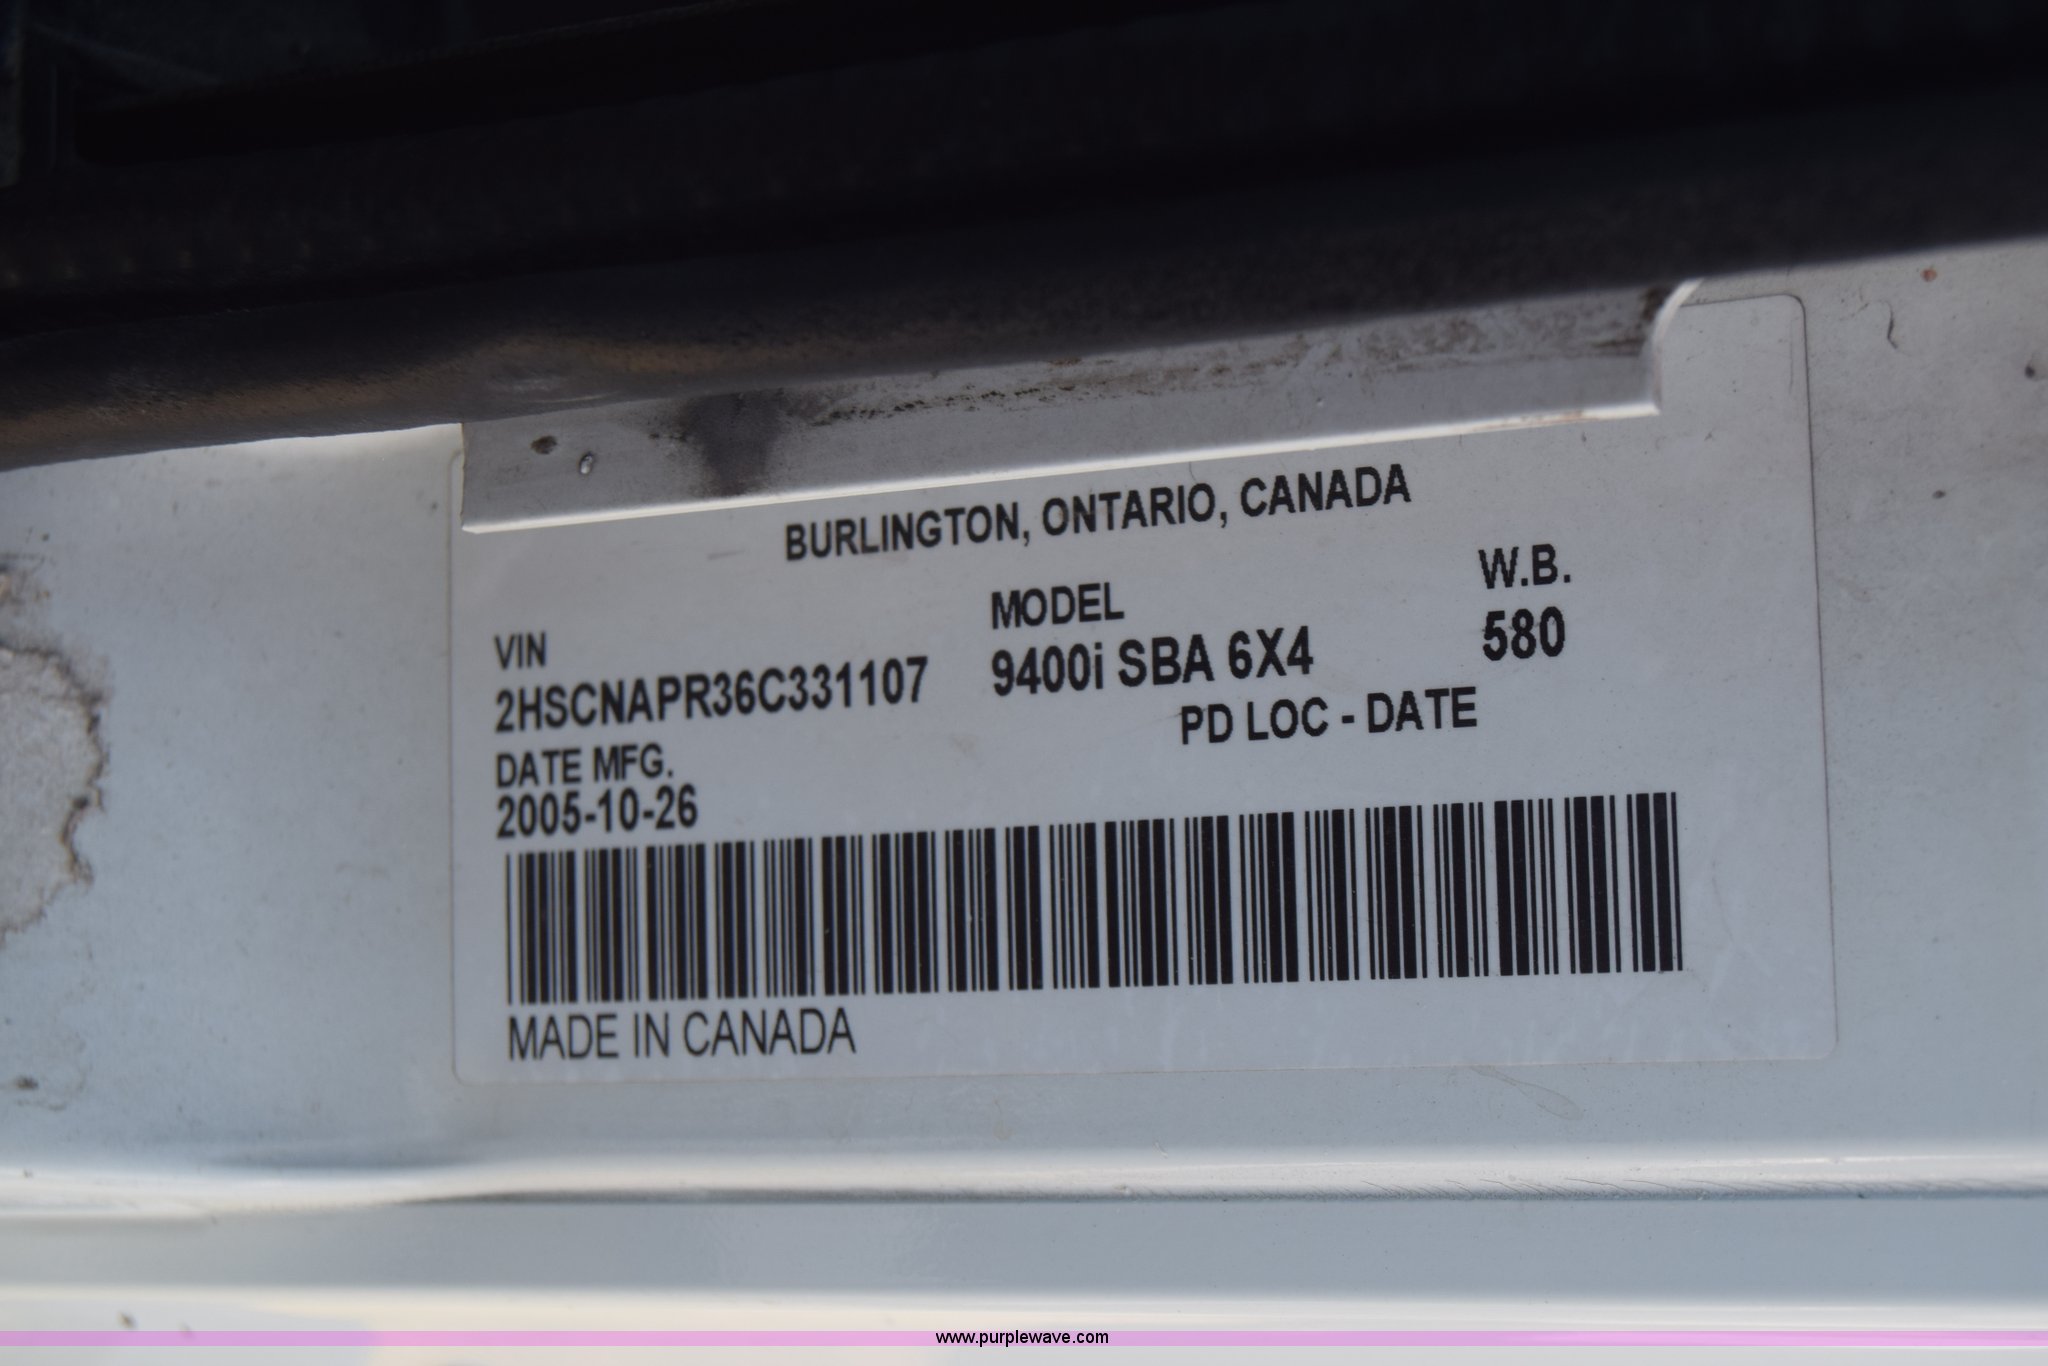 BURLINGTON, ONTARIO, CANADA
VIN MODEL W.B.
2HSCNAPR36C331107 9400i SBA 6X4 580
DATE MFG. PD LOC - DATE
2005-10-26
MADE IN CANADA
www.purplewave.com